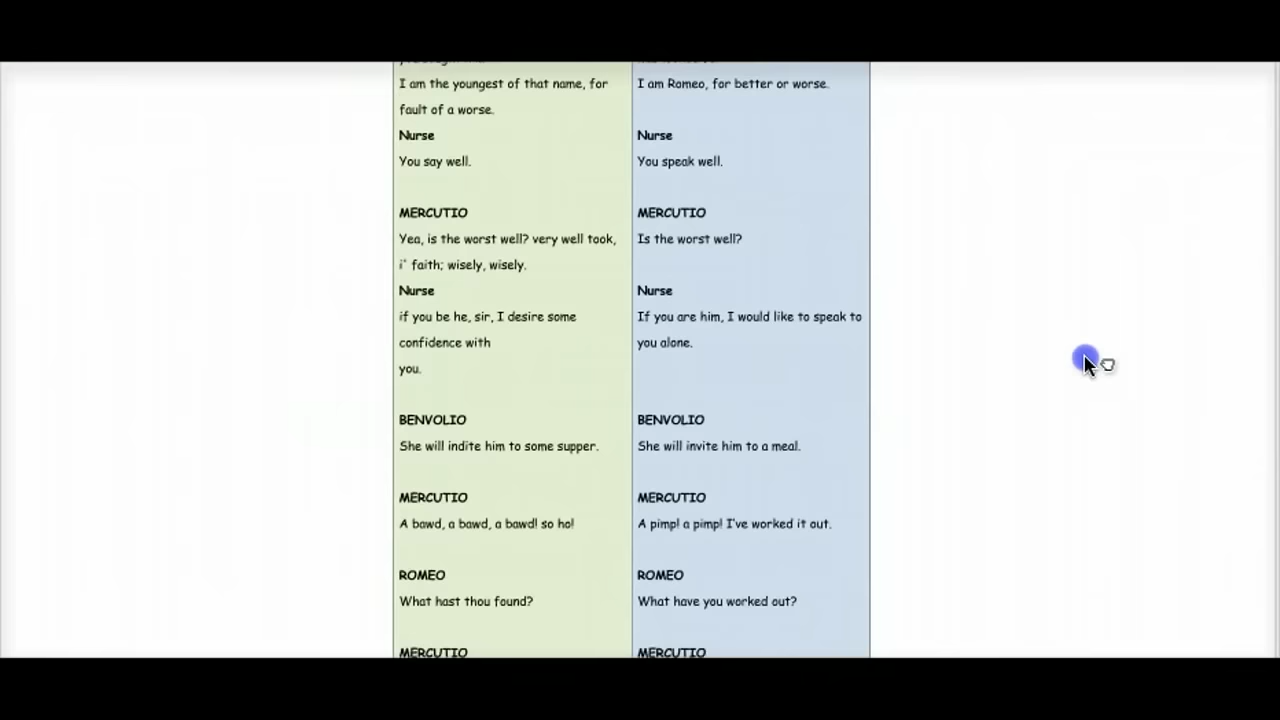 I am the youngest of that name, for
fault of a worse.
Nurse
You say well.
MERCUTIO
Yea, is the worst well? very well took,
i' faith; wisely, wisely.
Nurse
if you be he, sir, I desire some
confidence with
you.
BENVOLIO
She will indite him to some supper.
MERCUTIO
A bawd, a bawd, a bawd! so ho!
ROMEO
What hast thou found?
MERCUTIO
I am Romeo, for better or worse.
Nurse
You speak well.
MERCUTIO
Is the worst well?
Nurse
If you are him, I would like to speak to
you alone.
BENVOLIO
She will invite him to a meal.
MERCUTIO
A pimp! a pimp! I've worked it out.
ROMEO
What have you worked out?
MERCUTIO